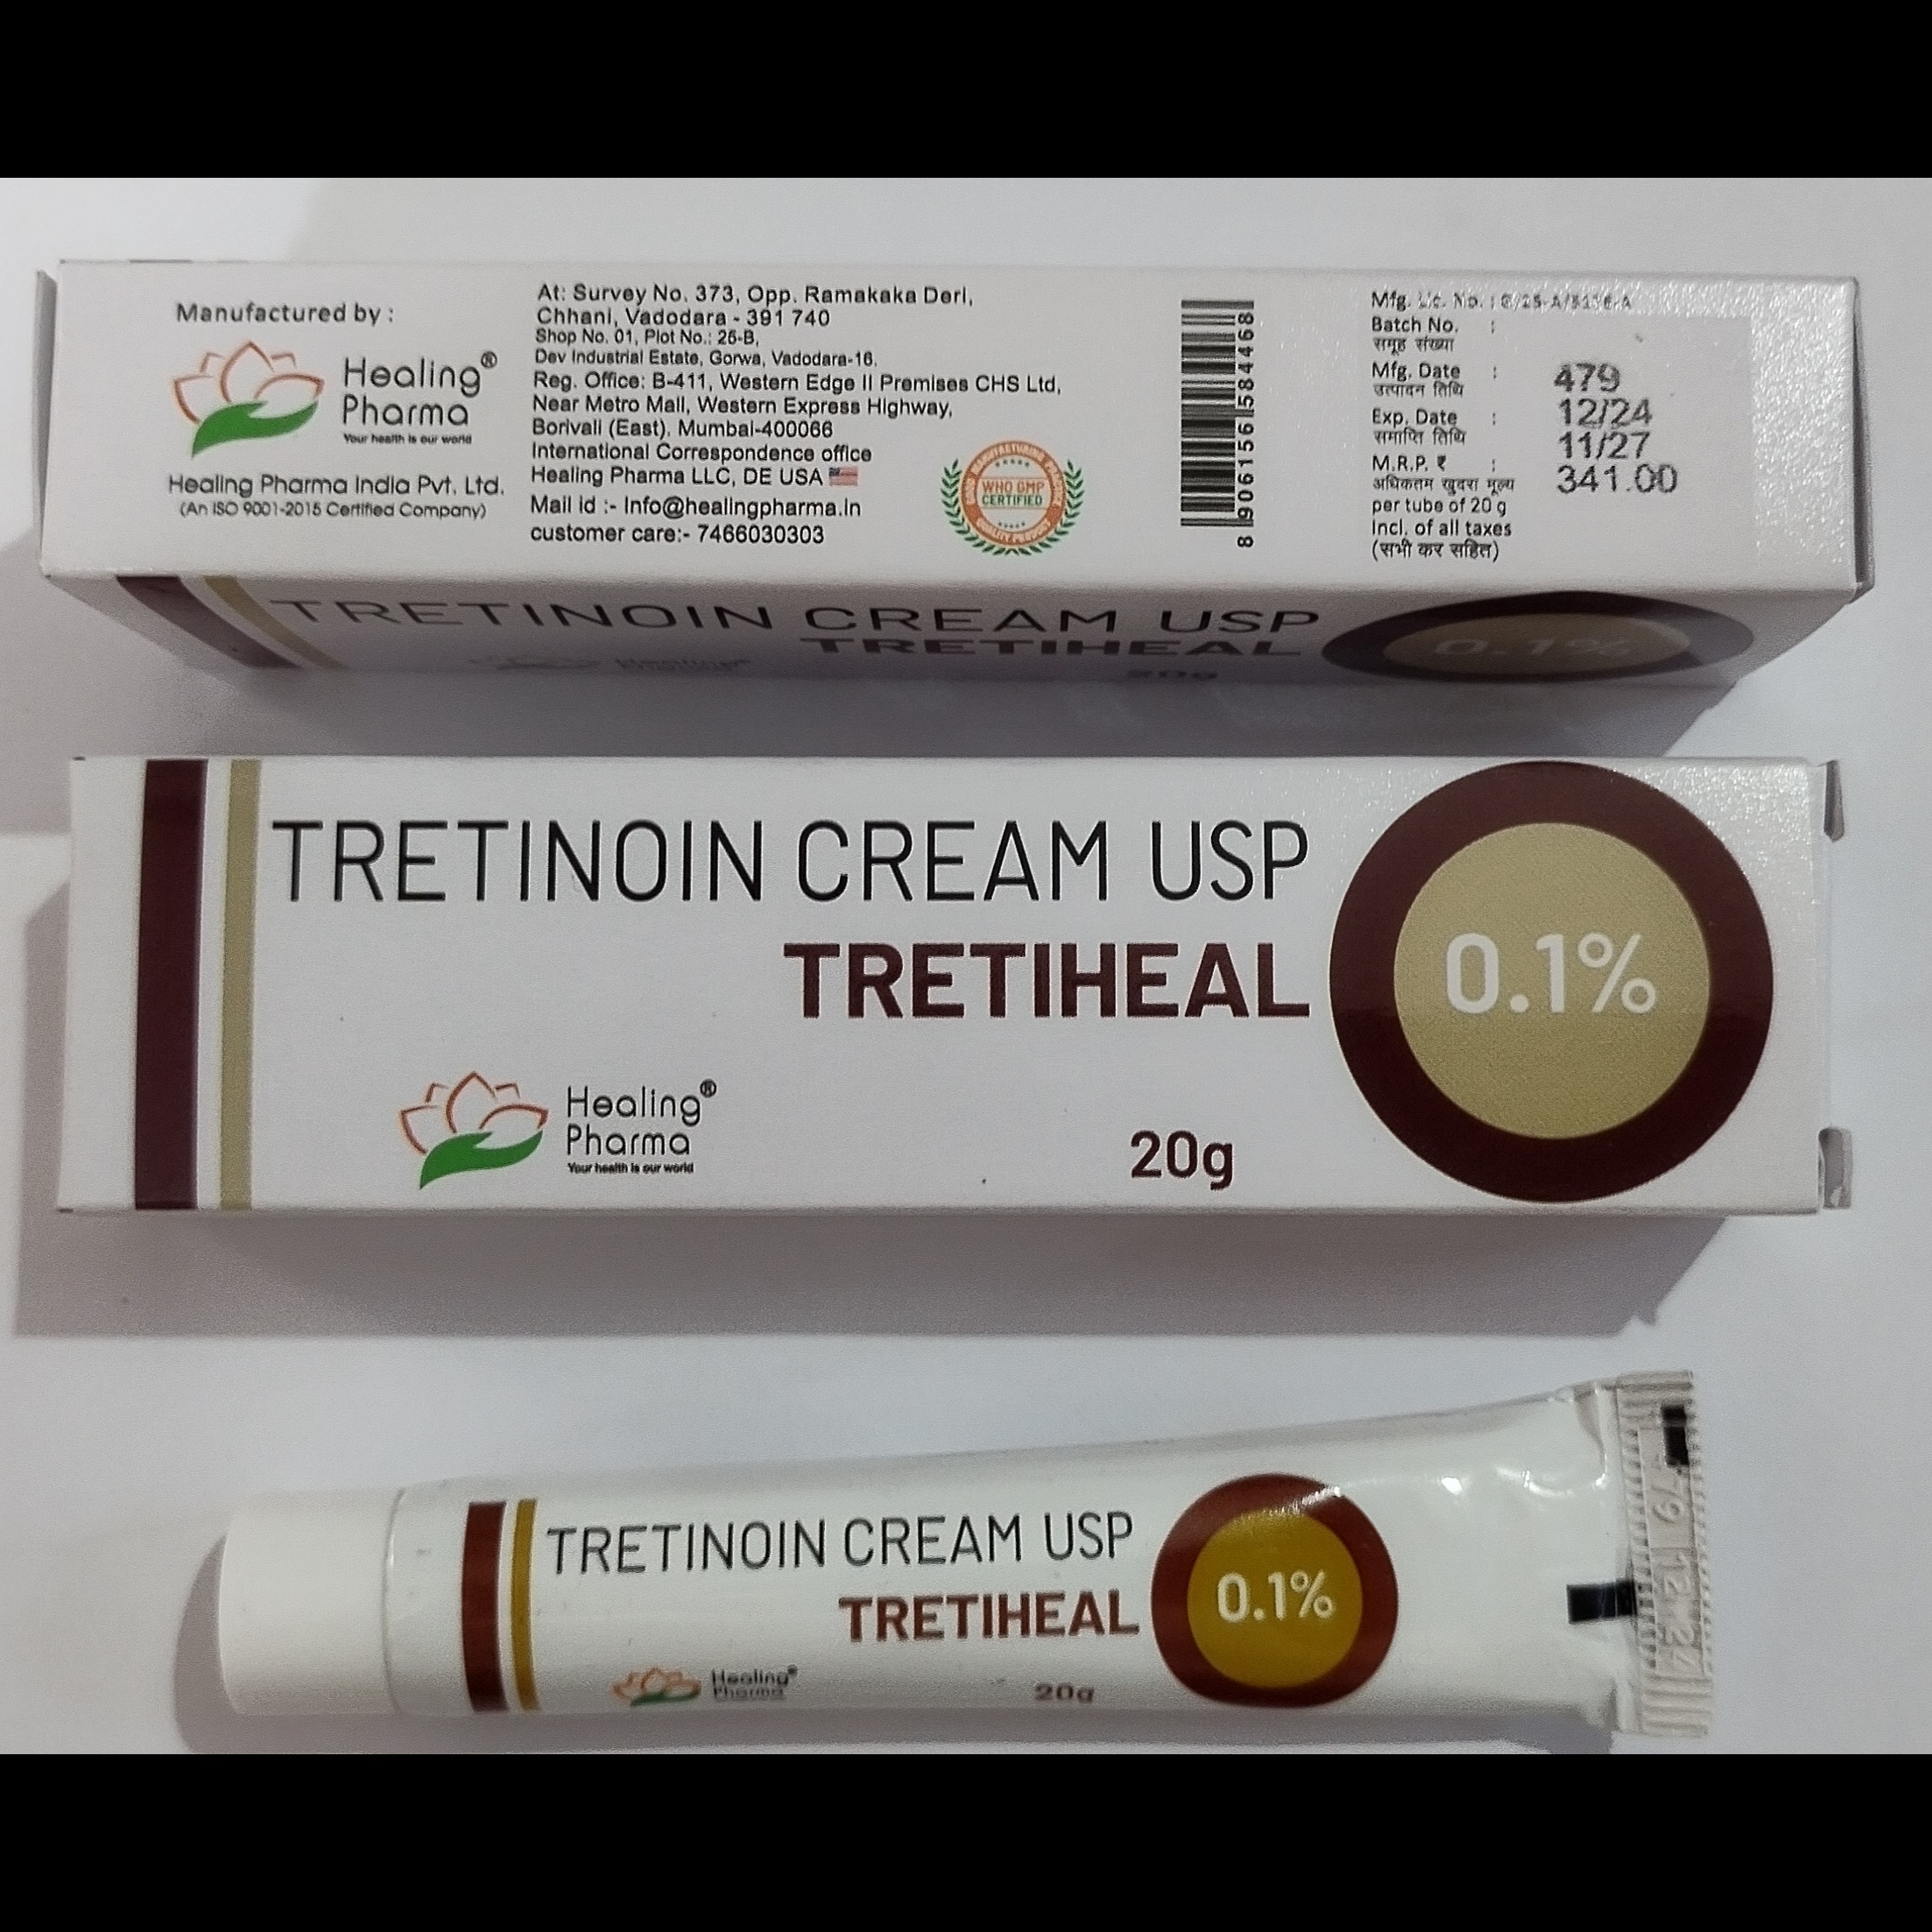 Manufactured by :
Healing®
Pharma
Your health is our world
Healing Pharma India Pvt. Ltd.
(An ISO 9001-2015 Certified Company)
At: Survey No. 373, Opp. Ramakaka Deri,
Chhani, Vadodara - 391 740
Shop No. 01, Plot No.: 26-B,
Dev Industrial Estate, Gorwa, Vadodara-16.
Reg. Office: B-411, Western Edge II Premises CHS Ltd,
Near Metro Mall, Western Express Highway,
Borivali (East), Mumbai-400066
International Correspondence office
Healing Pharma LLC, DE USA
Mail id :- Info@healingpharma.in
customer care:- 7466030303
WHO GMP
CERTIFIED
8 906156 584468
Mfg. Lic. No. :
Batch No. :
समूह संख्या
479
Mfg. Date :
उत्पादन तिथि
12/24
Exp. Date :
समाप्ति तिथि
11/27
M.R.P. ₹ :
341.00
अधिकतम खुदरा मूल्य
per tube of 20 g
Incl. of all taxes
(सभी कर सहित)
TRETINOIN CREAM USP
TRETIHEAL
0.1%
Healing®
20g
TRETINOIN CREAM USP
TRETIHEAL
0.1%
Healing®
Pharma
Your health is our world
20g
TRETINOIN CREAM USP
TRETIHEAL
0.1%
Healing®
Pharma
20g